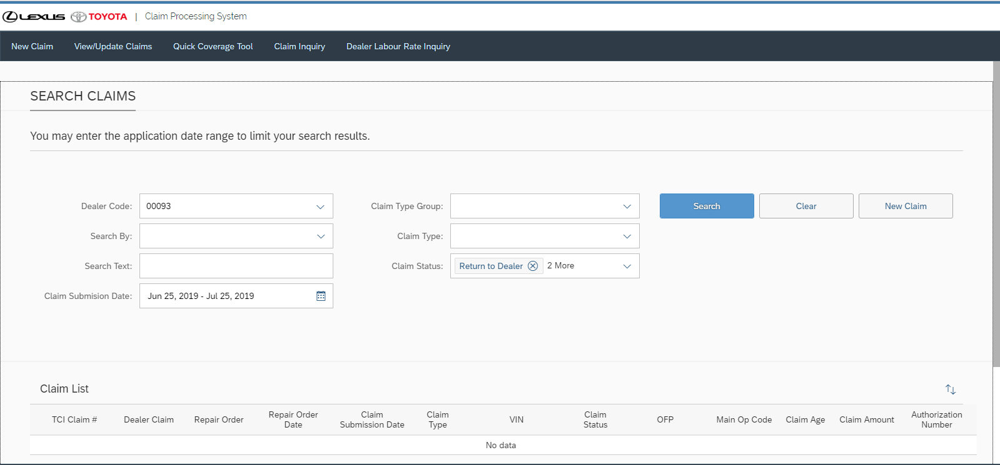 LEXUS TOYOTA | Claim Processing System
New Claim View/Update Claims Quick Coverage Tool Claim Inquiry Dealer Labour Rate Inquiry
SEARCH CLAIMS
You may enter the application date range to limit your search results.
Dealer Code: 00093 Claim Type Group: Search Clear New Claim
Search By: Claim Type:
Search Text: Claim Status: Return to Dealer 2 More
Claim Submision Date: Jun 25, 2019 - Jul 25, 2019
Claim List
TCI Claim # Dealer Claim Repair Order Repair Order Date Claim Submission Date Claim Type VIN Claim Status OFP Main Op Code Claim Age Claim Amount Authorization Number
No data